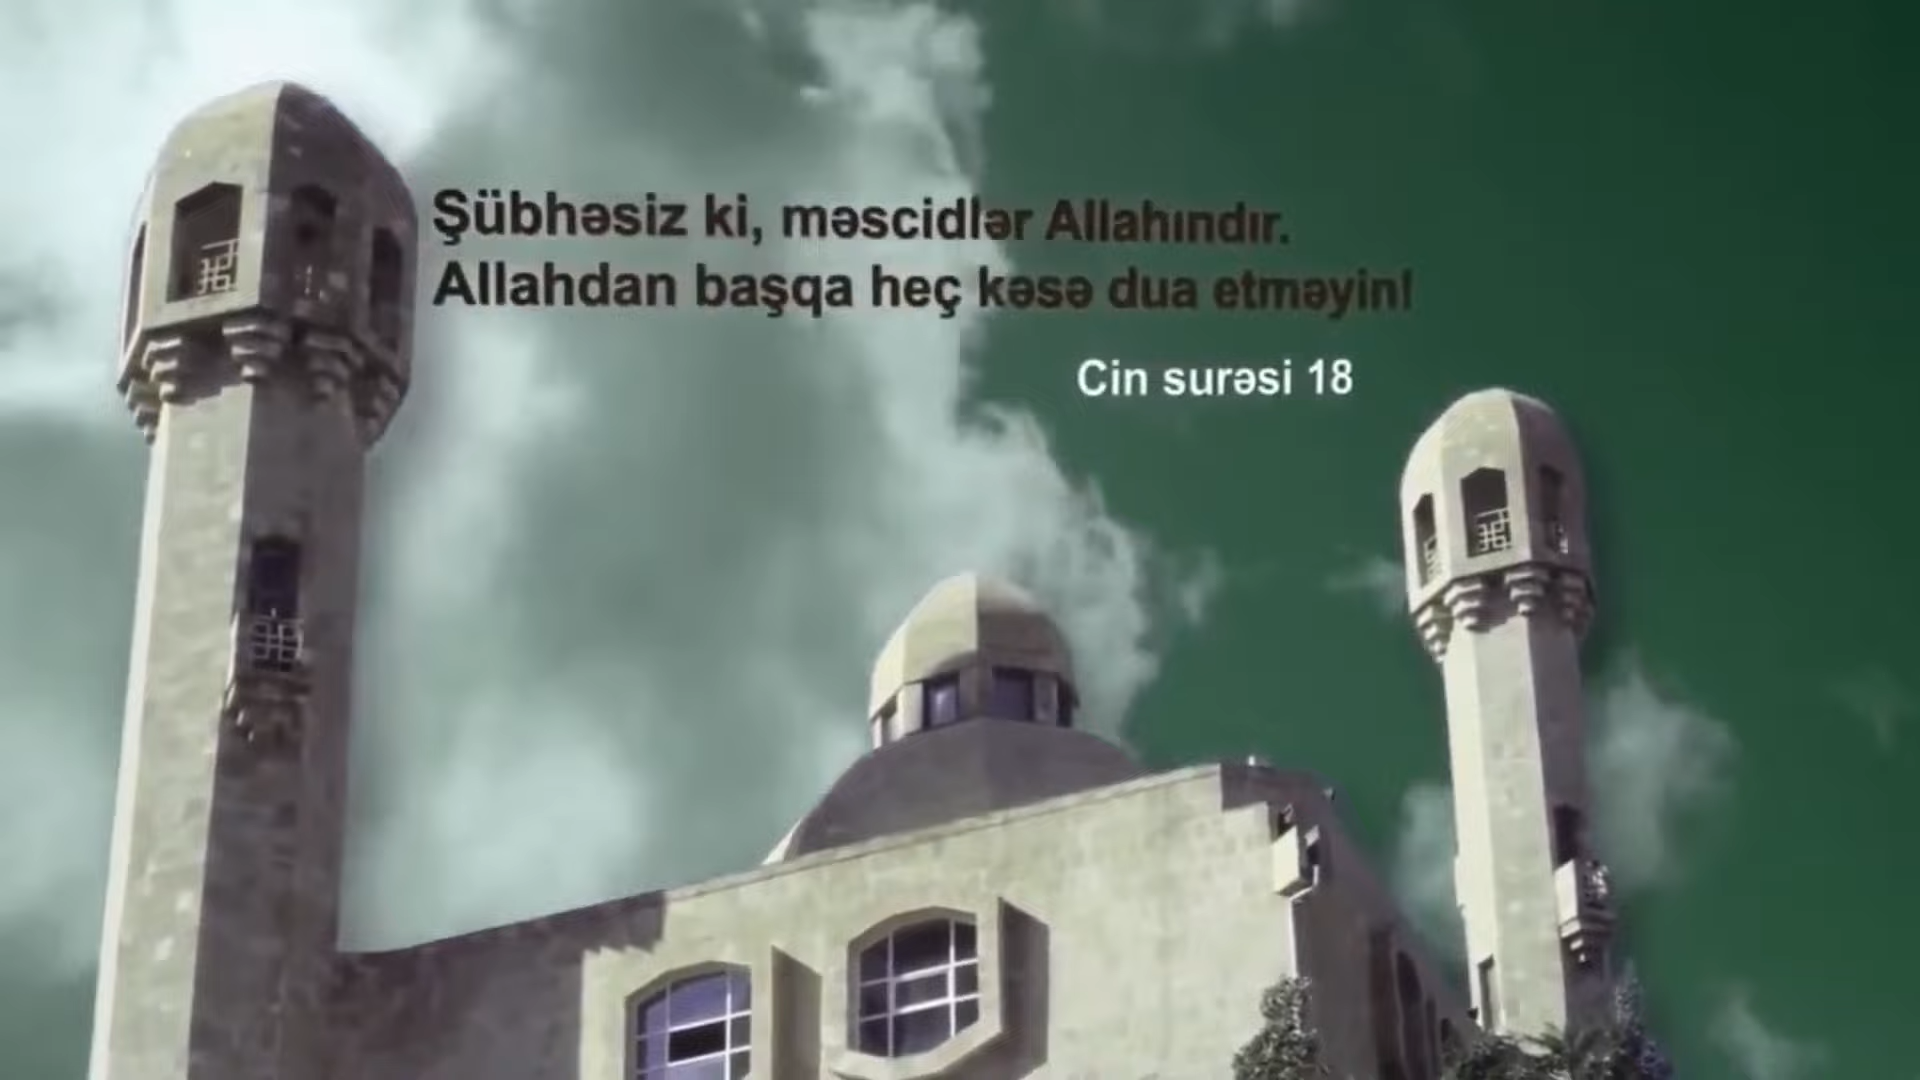 Şübhəsiz ki, məscidlər Allahındır.
Allahdan başqa heç kəsə dua etməyin!
Cin surəsi 18